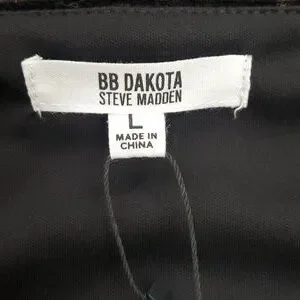 BB DAKOTA
STEVE MADDEN
L
MADE IN
CHINA